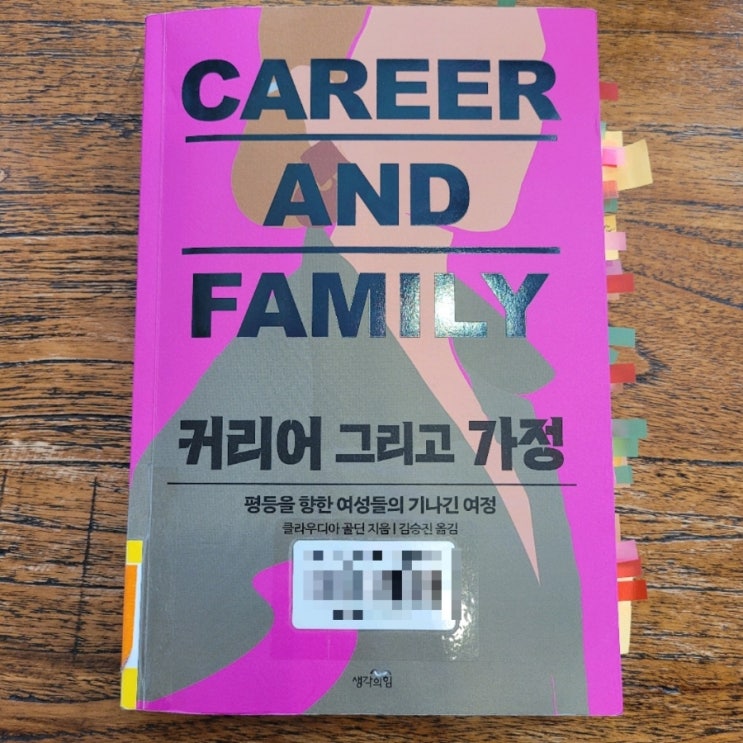 CAREER
AND
FAMILY
커리어 그리고 가정
평등을 향한 여성들의 기나긴 여정
클라우디아 골딘 지음 | 김승진 옮김
생각의힘